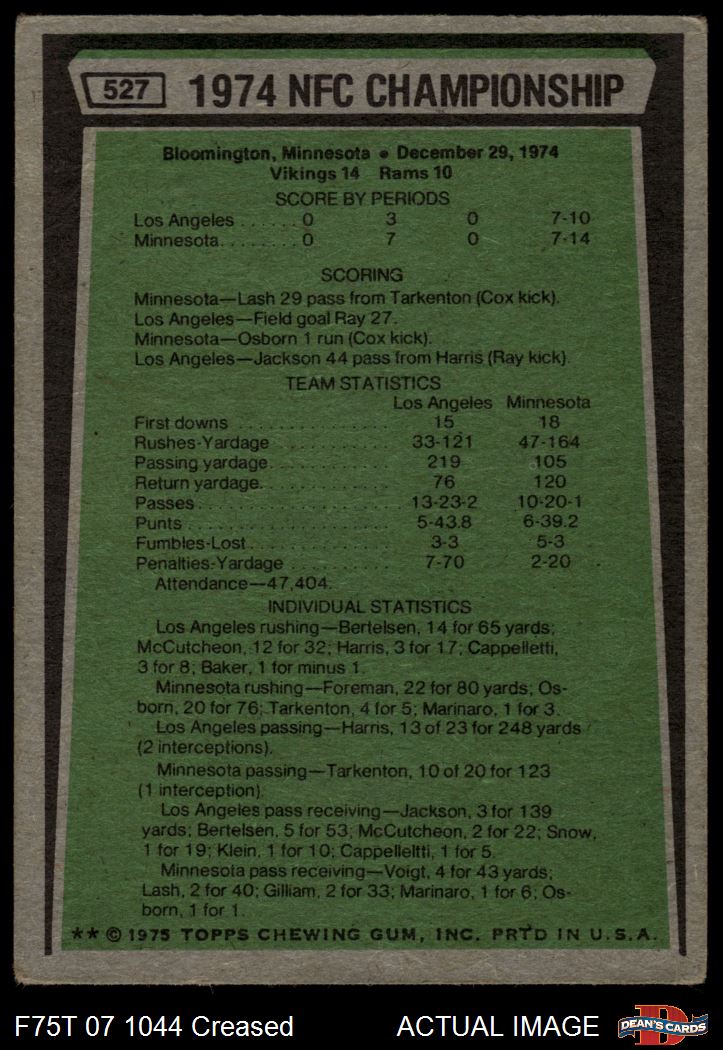 527 1974 NFC CHAMPIONSHIP
Bloomington, Minnesota • December 29, 1974
Vikings 14 Rams 10
SCORE BY PERIODS
Los Angeles ...... 0 3 0 7-10
Minnesota........ 0 7 0 7-14
SCORING
Minnesota—Lash 29 pass from Tarkenton (Cox kick).
Los Angeles—Field goal Ray 27.
Minnesota—Osborn 1 run (Cox kick).
Los Angeles—Jackson 44 pass from Harris (Ray kick).
TEAM STATISTICS
Los Angeles Minnesota
First downs ............. 15 18
Rushes-Yardage .......... 33-121 47-164
Passing yardage.......... 219 105
Return yardage........... 76 120
Passes................. 13-23-2 10-20-1
Punts .................. 5-43.8 6-39.2
Fumbles-Lost............ 3-3 5-3
Penalties-Yardage ........ 7-70 2-20
Attendance—47,404.
INDIVIDUAL STATISTICS
Los Angeles rushing—Bertelsen, 14 for 65 yards;
McCutcheon, 12 for 32; Harris, 3 for 17; Cappelletti,
3 for 8; Baker, 1 for minus 1.
Minnesota rushing—Foreman, 22 for 80 yards; Os-
born, 20 for 76; Tarkenton, 4 for 5; Marinaro, 1 for 3.
Los Angeles passing—Harris, 13 of 23 for 248 yards
(2 interceptions).
Minnesota passing—Tarkenton, 10 of 20 for 123
(1 interception).
Los Angeles pass receiving—Jackson, 3 for 139
yards; Bertelsen, 5 for 53; McCutcheon, 2 for 22; Snow,
1 for 19; Klein, 1 for 10; Cappelleltti, 1 for 5.
Minnesota pass receiving—Voigt, 4 for 43 yards;
Lash, 2 for 40; Gilliam, 2 for 33; Marinaro, 1 for 6; Os-
born, 1 for 1.
** © 1975 TOPPS CHEWING GUM, INC. PRT'D IN U.S.A.
F75T 07 1044 Creased ACTUAL IMAGE DEAN'S CARDS